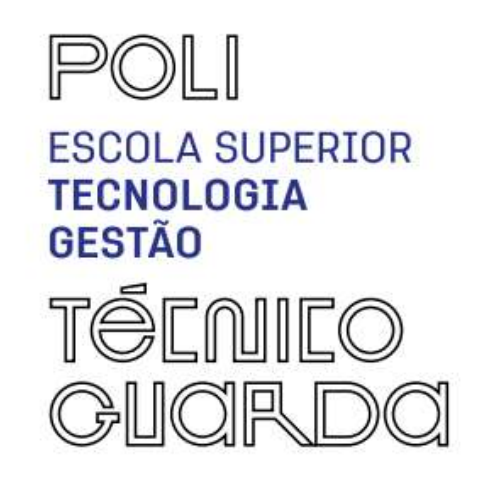 POLI
ESCOLA SUPERIOR
TECNOLOGIA
GESTÃO
TÉCNICO
GUARDA